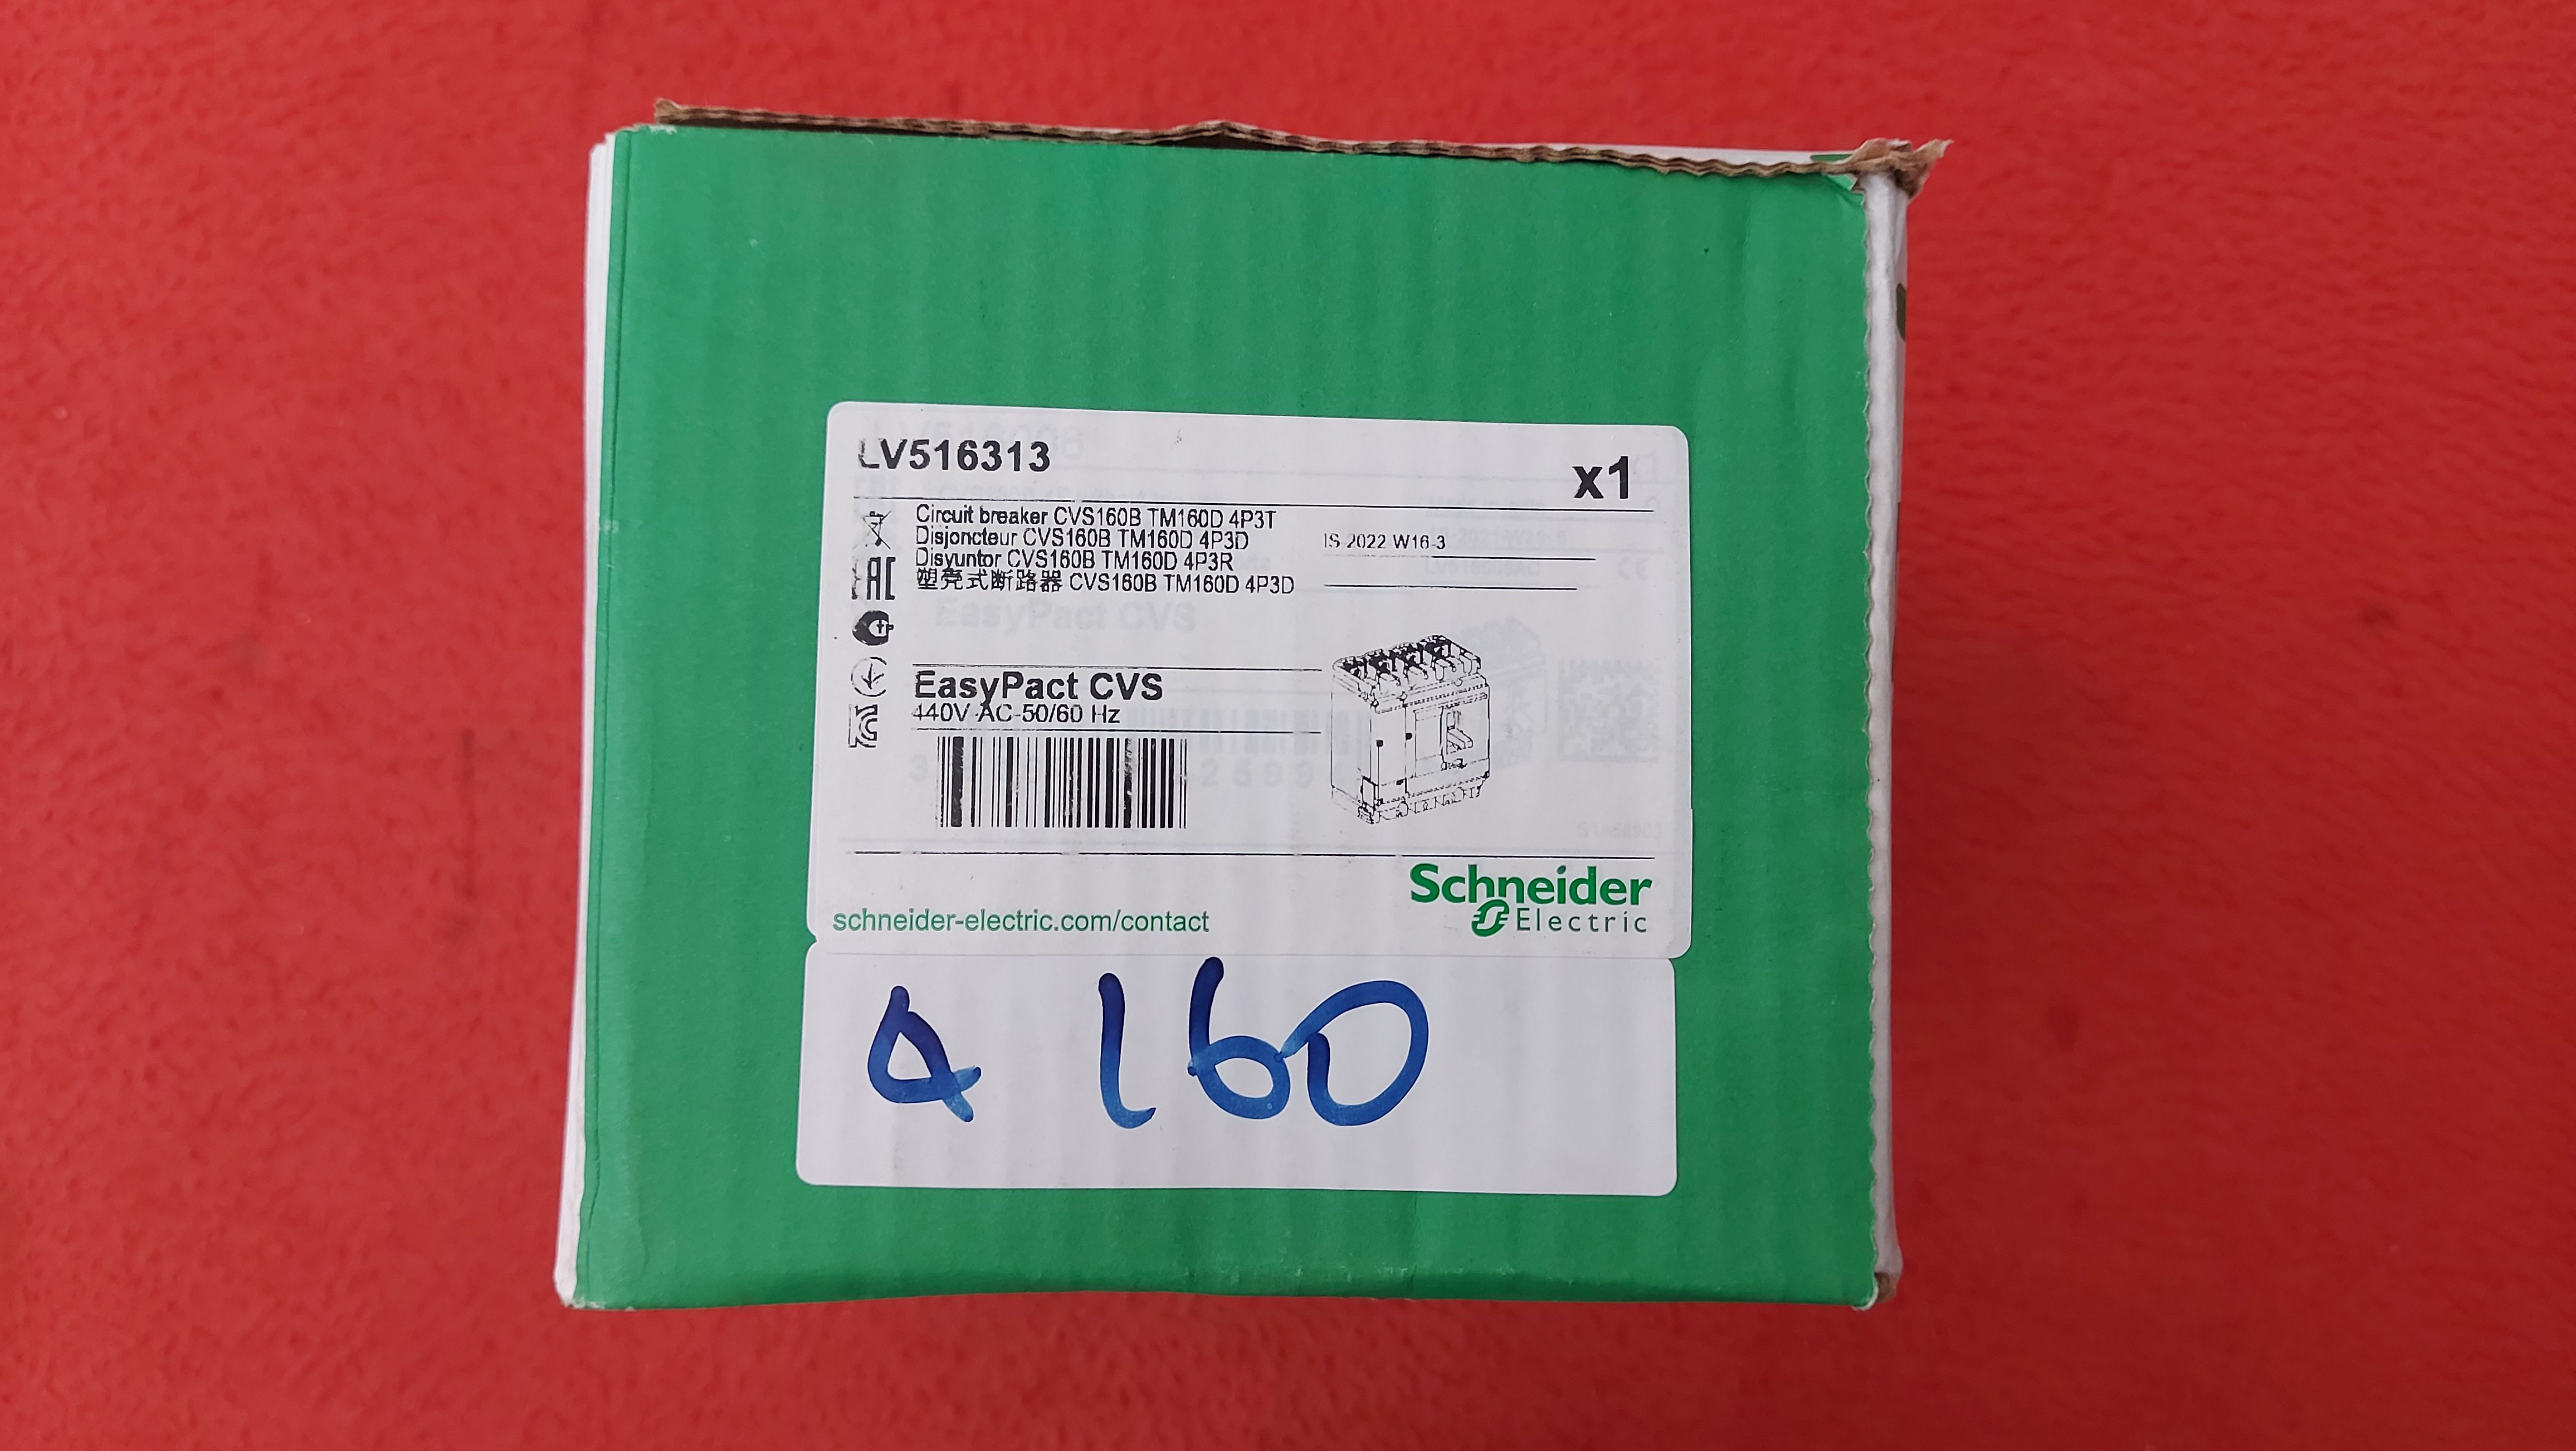 LV516313
x1
Circuit breaker CVS160B TM160D 4P3T
Disjoncteur CVS160B TM160D 4P3D
Disyuntor CVS160B TM160D 4P3R
塑壳式断路器 CVS160B TM160D 4P3D
IS 2022 W16-3
EAC
EasyPact CVS
440V AC-50/60 Hz
Schneider
Electric
schneider-electric.com/contact
4 160